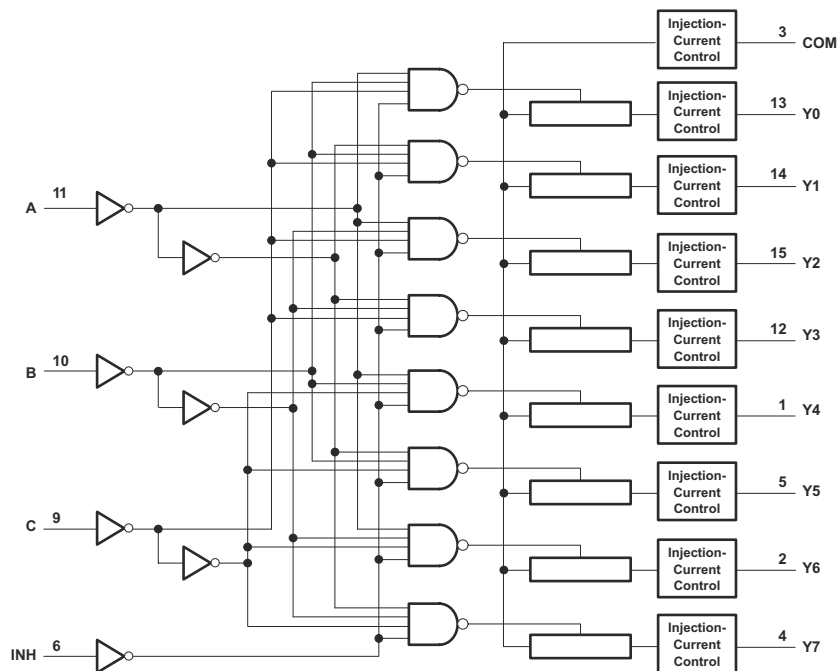 Injection-
Current
Control
3
COM
Injection-
Current
Control
13
Y0
Injection-
Current
Control
14
Y1
11
A
Injection-
Current
Control
15
Y2
Injection-
Current
Control
12
Y3
10
B
Injection-
Current
Control
1
Y4
Injection-
Current
Control
5
Y5
9
C
Injection-
Current
Control
2
Y6
6
INH
Injection-
Current
Control
4
Y7